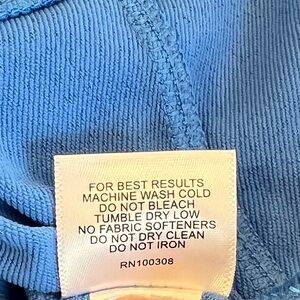 FOR BEST RESULTS
MACHINE WASH COLD
DO NOT BLEACH
TUMBLE DRY LOW
NO FABRIC SOFTENERS
DO NOT DRY CLEAN
DO NOT IRON
RN100308